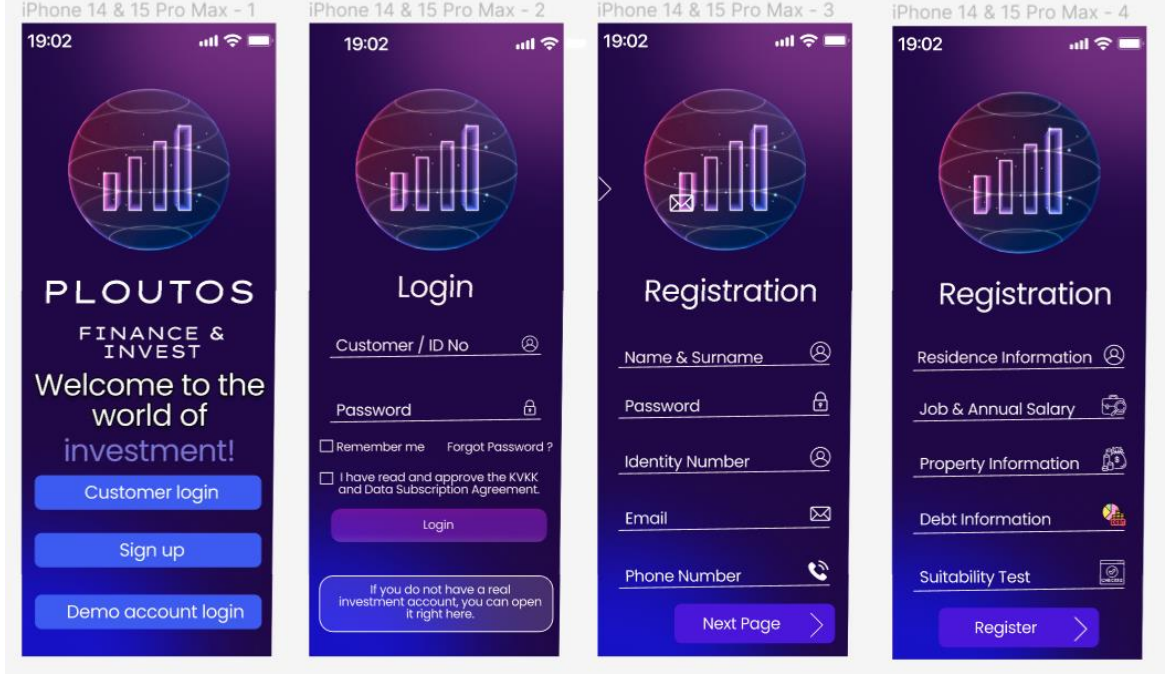 iPhone 14 & 15 Pro Max - 1
19:02
PLOUTOS
FINANCE &
INVEST
Welcome to the
world of
investment!
Customer login
Sign up
Demo account login
iPhone 14 & 15 Pro Max - 2
19:02
Login
Customer / ID No
Password
Remember me Forgot Password ?
I have read and approve the KVKK
and Data Subscription Agreement.
Login
If you do not have a real
investment account, you can open
it right here.
iPhone 14 & 15 Pro Max - 3
19:02
Registration
Name & Surname
Password
Identity Number
Email
Phone Number
Next Page
iPhone 14 & 15 Pro Max - 4
19:02
Registration
Residence Information
Job & Annual Salary
Property Information
Debt Information
DEBT
Suitability Test
Register